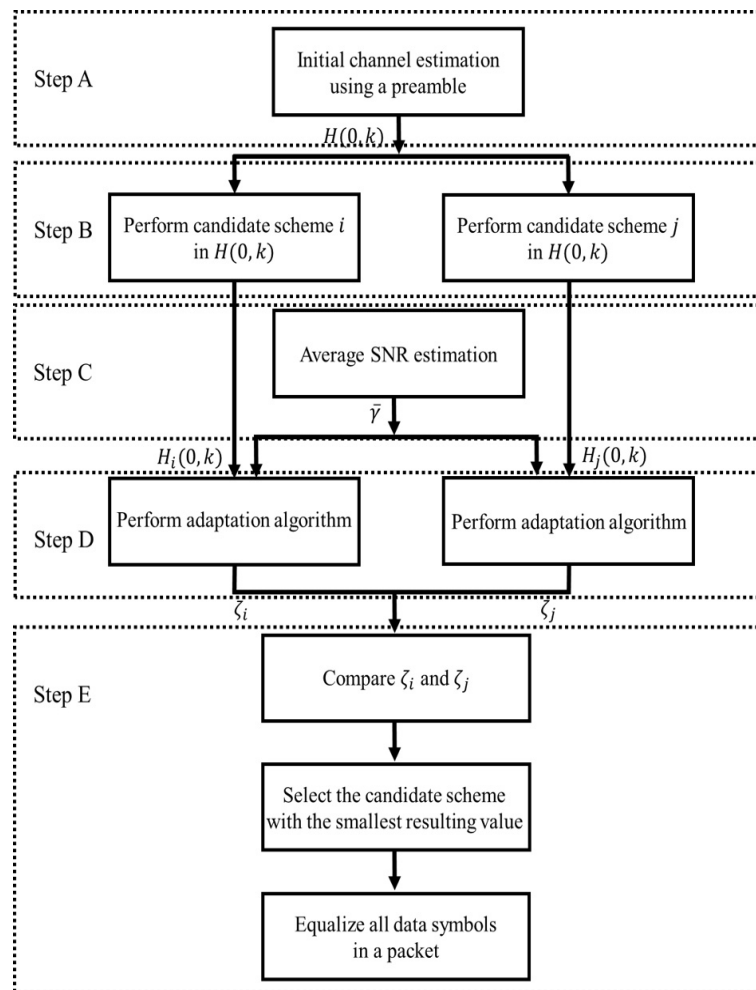 Step A
Initial channel estimation
using a preamble
H(0, k)
Step B
Perform candidate scheme i
in H(0, k)
Perform candidate scheme j
in H(0, k)
Step C
Average SNR estimation
γ̄
H_i(0, k)
H_j(0, k)
Step D
Perform adaptation algorithm
Perform adaptation algorithm
ζ_i
ζ_j
Step E
Compare ζ_i and ζ_j
Select the candidate scheme
with the smallest resulting value
Equalize all data symbols
in a packet